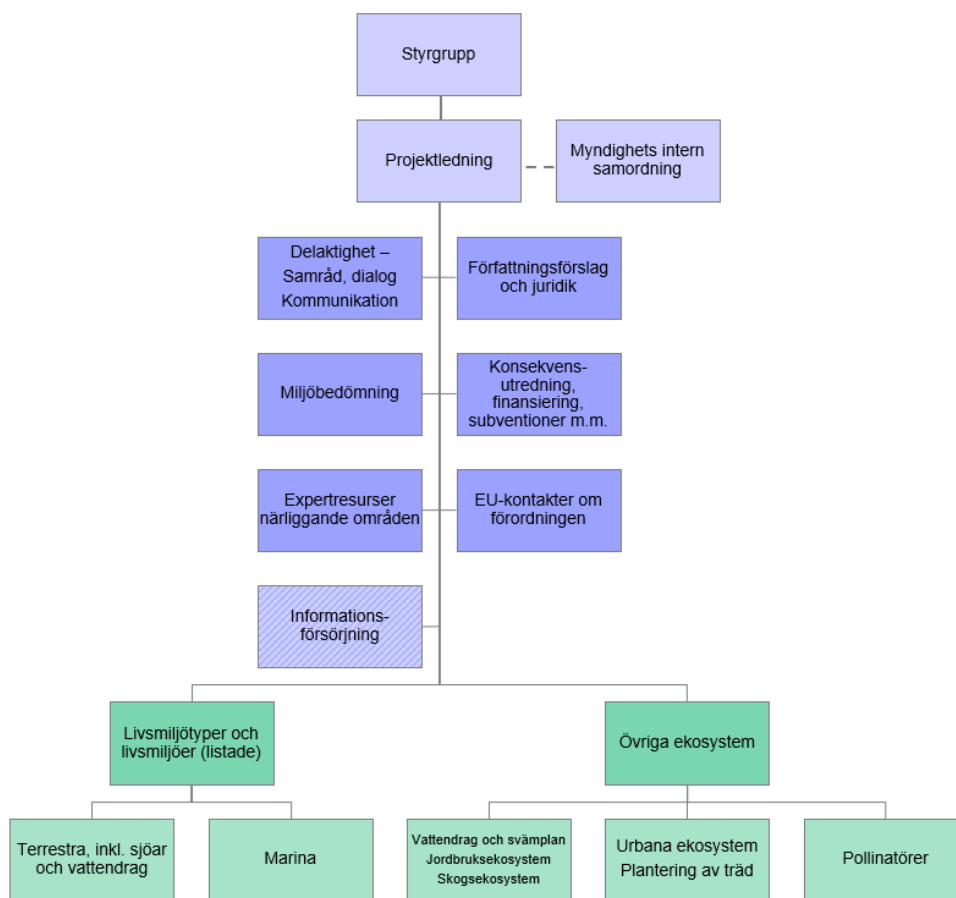 Styrgrupp
Projektledning
Myndighets intern
samordning
Delaktighet –
Samråd, dialog
Kommunikation
Författningsförslag
och juridik
Miljöbedömning
Konsekvens-
utredning,
finansiering,
subventioner m.m.
Expertresurser
närliggande områden
EU-kontakter om
förordningen
Informations-
försörjning
Livsmiljötyper och
livsmiljöer (listade)
Övriga ekosystem
Terrestra, inkl. sjöar
och vattendrag
Marina
Vattendrag och svämplan
Jordbruksekosystem
Skogsekosystem
Urbana ekosystem
Plantering av träd
Pollinatörer